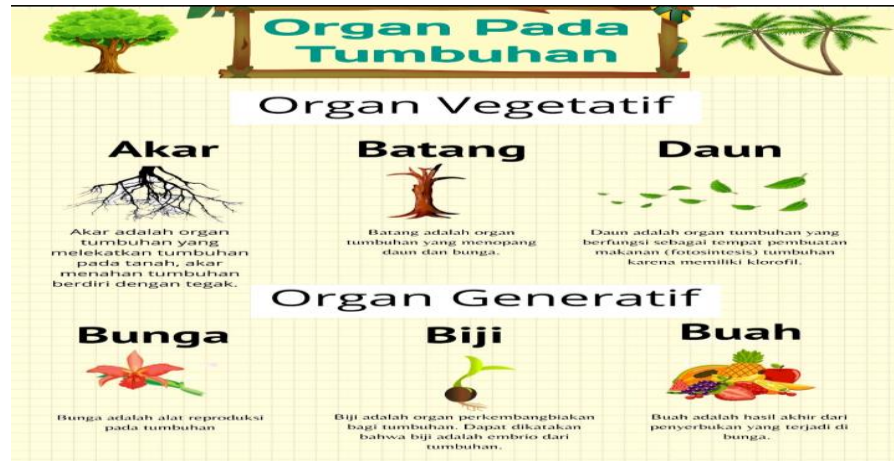 Organ Pada
Tumbuhan
Organ Vegetatif
Akar
Akar adalah organ
tumbuhan yang
melekatkan tumbuhan
pada tanah, akar
menahan tumbuhan
berdiri dengan tegak.
Batang
Batang adalah organ
tumbuhan yang menopang
daun dan bunga.
Daun
Daun adalah organ tumbuhan yang
berfungsi sebagai tempat pembuatan
makanan (fotosintesis) tumbuhan
karena memiliki klorofil.
Organ Generatif
Bunga
Bunga adalah alat reproduksi
pada tumbuhan
Biji
Biji adalah organ perkembangbiakan
bagi tumbuhan. Dapat dikatakan
bahwa biji adalah embrio dari
tumbuhan.
Buah
Buah adalah hasil akhir dari
penyerbukan yang terjadi di
bunga.